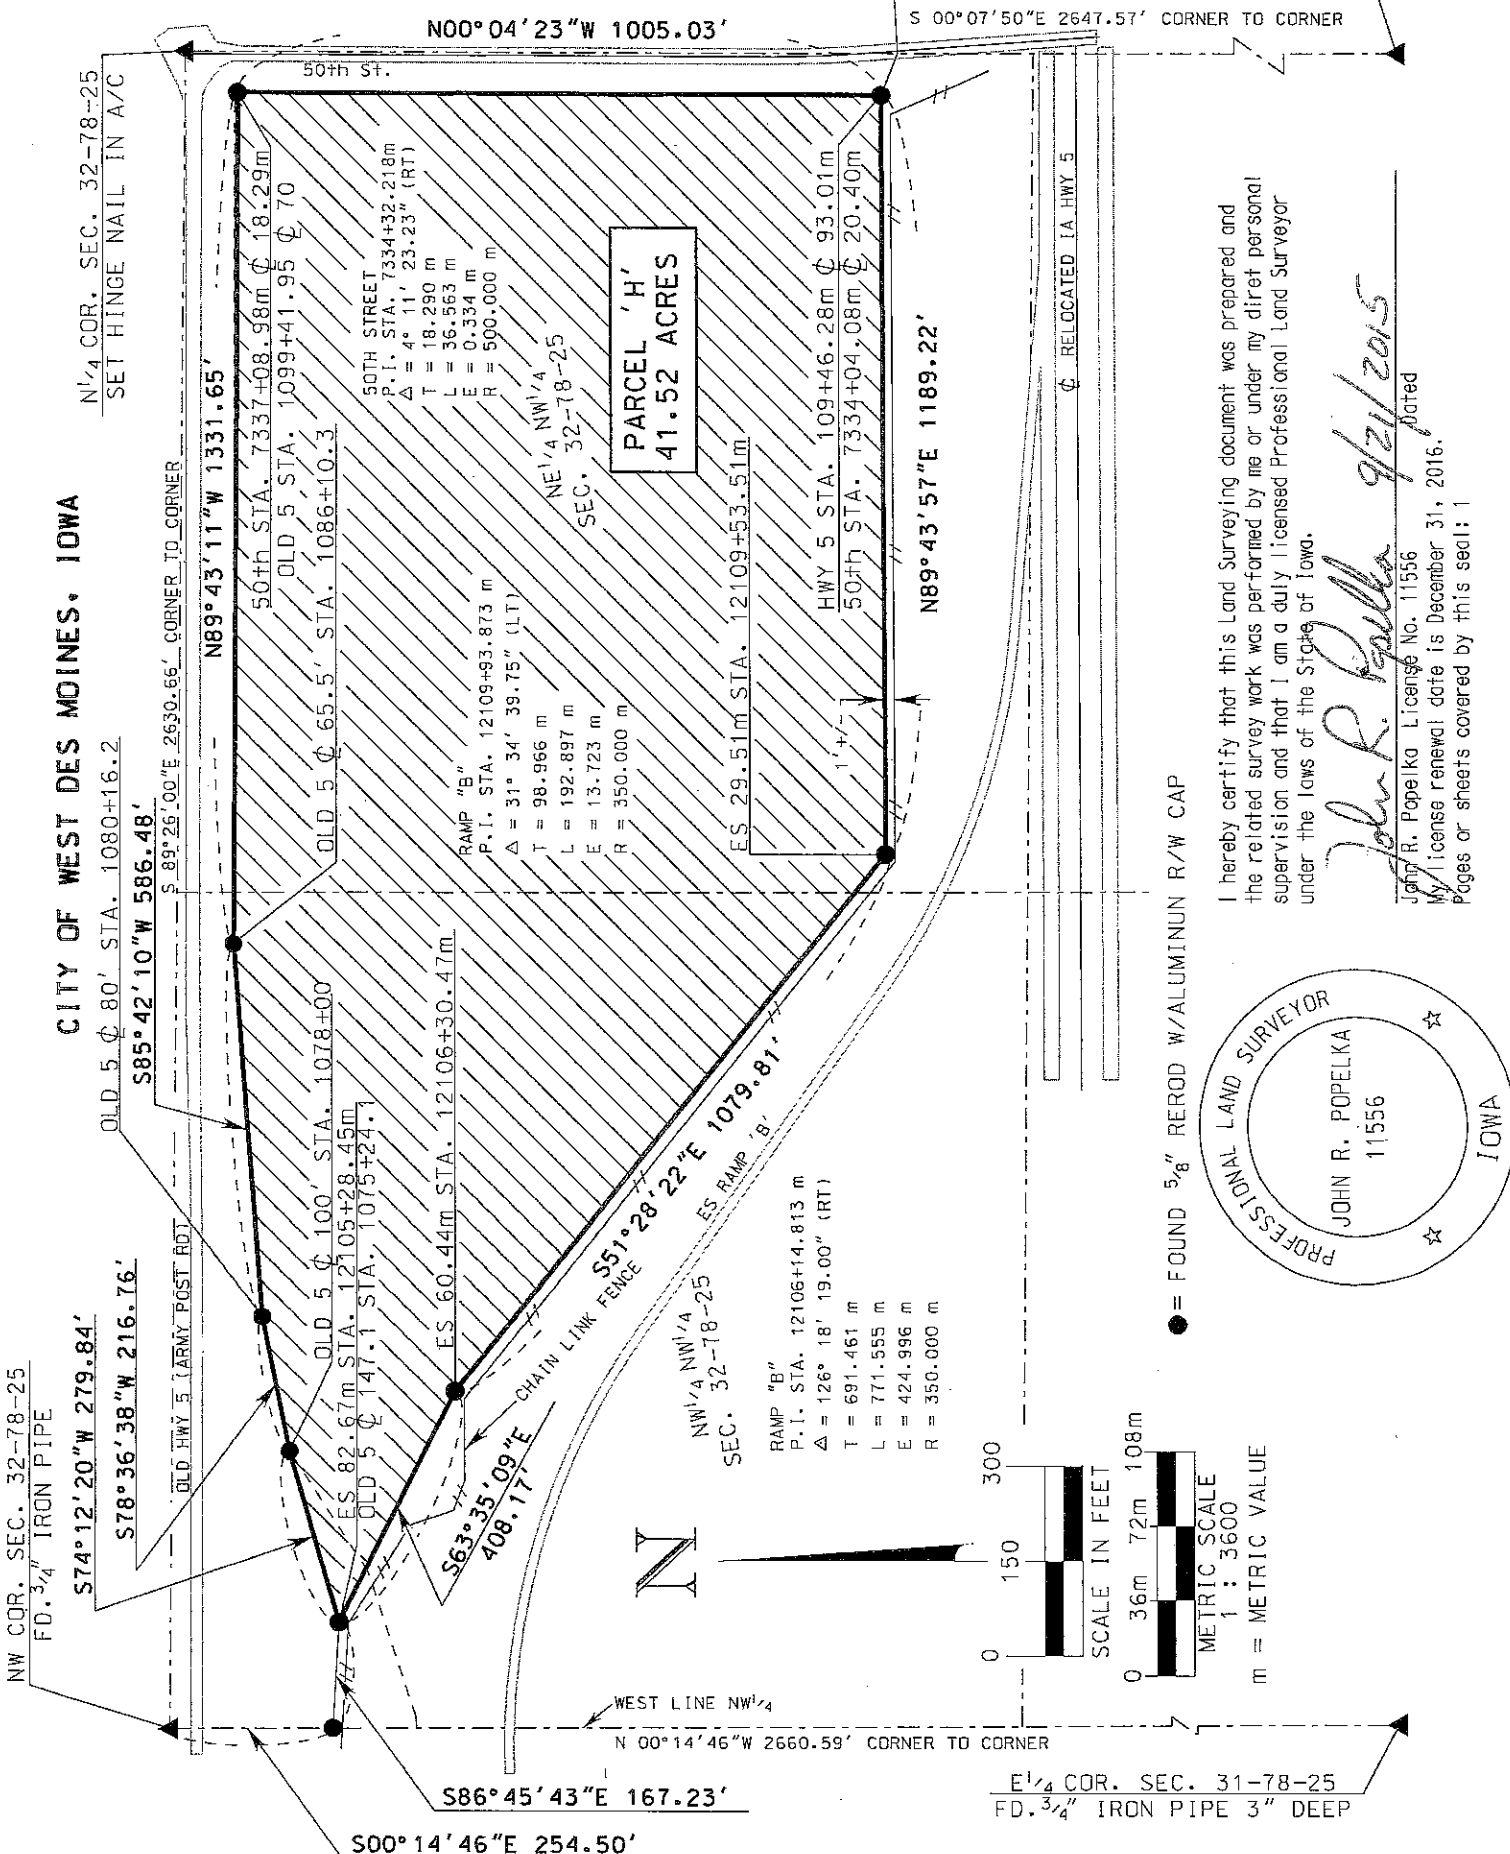 CITY OF WEST DES MOINES, IOWA
NW COR. SEC. 32-78-25
FD. 3/4" IRON PIPE
S74°12'20"W 279.84'
S78°36'38"W 216.76'
OLD HWY 5 (ARMY POST RD)
OLD 5 ℄ 80' STA. 1080+16.2
S85°42'10"W 586.48'
S 89°26'00"E 2630.66' CORNER TO CORNER
N89°43'11"W 1331.65'
N1/4 COR. SEC. 32-78-25
SET HINGE NAIL IN A/C
N00°04'23"W 1005.03'
50th St.
S 00°07'50"E 2647.57' CORNER TO CORNER
50th STA. 7337+08.98m ℄ 18.29m
OLD 5 STA. 1099+41.95 ℄ 70
OLD 5 ℄ 65.5' STA. 1086+10.3
50TH STREET
P.I. STA. 7334+32.218m
Δ = 4° 11' 23.23" (RT)
T = 18.290 m
L = 36.563 m
E = 0.334 m
R = 500.000 m
NE1/4 NW1/4
SEC. 32-78-25
PARCEL 'H'
41.52 ACRES
OLD 5 ℄ 100' STA. 1078+00
ES 82.67m STA. 12105+28.45m
OLD 5 ℄ 147.1 STA. 1075+24.1
ES 60.44m STA. 12106+30.47m
RAMP "B"
P.I. STA. 12109+93.873 m
Δ = 31° 34' 39.75" (LT)
T = 98.966 m
L = 192.897 m
E = 13.723 m
R = 350.000 m
ES 29.51m STA. 12109+53.51m
HWY 5 STA. 109+46.28m ℄ 93.01m
50th STA. 7334+04.08m ℄ 20.40m
1'+/-
N89°43'57"E 1189.22'
℄ RELOCATED IA HWY 5
S51°28'22"E 1079.81'
CHAIN LINK FENCE
ES RAMP 'B'
S63°35'09"E
408.17'
NW1/4 NW1/4
SEC. 32-78-25
RAMP "B"
P.I. STA. 12106+14.813 m
Δ = 126° 18' 19.00" (RT)
T = 691.461 m
L = 771.555 m
E = 424.996 m
R = 350.000 m
N
0 150 300
SCALE IN FEET
0 36m 72m 108m
METRIC SCALE
1 : 3600
m = METRIC VALUE
WEST LINE NW1/4
N 00°14'46"W 2660.59' CORNER TO CORNER
S86°45'43"E 167.23'
S00°14'46"E 254.50'
E1/4 COR. SEC. 31-78-25
FD. 3/4" IRON PIPE 3" DEEP
●= FOUND 5/8" REROD W/ALUMINUN R/W CAP
PROFESSIONAL LAND SURVEYOR
JOHN R. POPELKA
11556
IOWA
I hereby certify that this Land Surveying document was prepared and
the related survey work was performed by me or under my diret personal
supervision and that I am a duly licensed Professional Land Surveyor
under the laws of the State of Iowa.
John R. Popelka 9/21/2015
John R. Popelka License No. 11556 Dated
My license renewal date is December 31, 2016.
Pages or sheets covered by this seal: 1